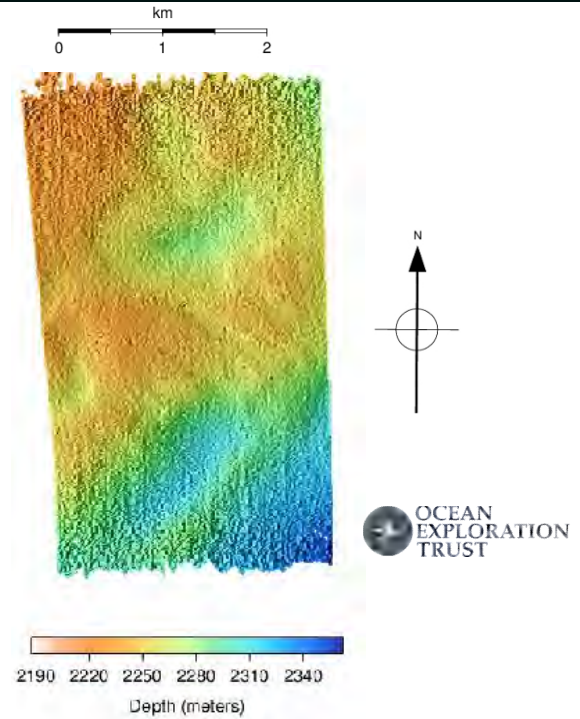 km
0 1 2
N
OCEAN
EXPLORATION
TRUST
2190 2220 2250 2280 2310 2340
Depth (meters)